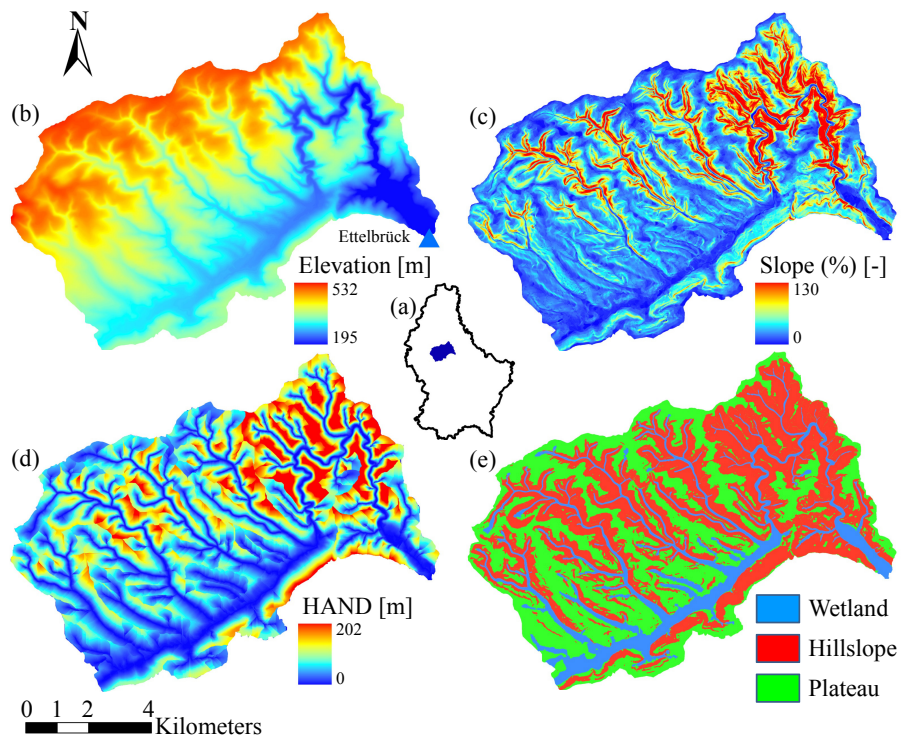 N
(b)
(c)
Ettelbrück
Elevation [m]
532
195
Slope (%) [-]
130
0
(a)
(d)
(e)
HAND [m]
202
0
Wetland
Hillslope
Plateau
0 1 2 4
Kilometers